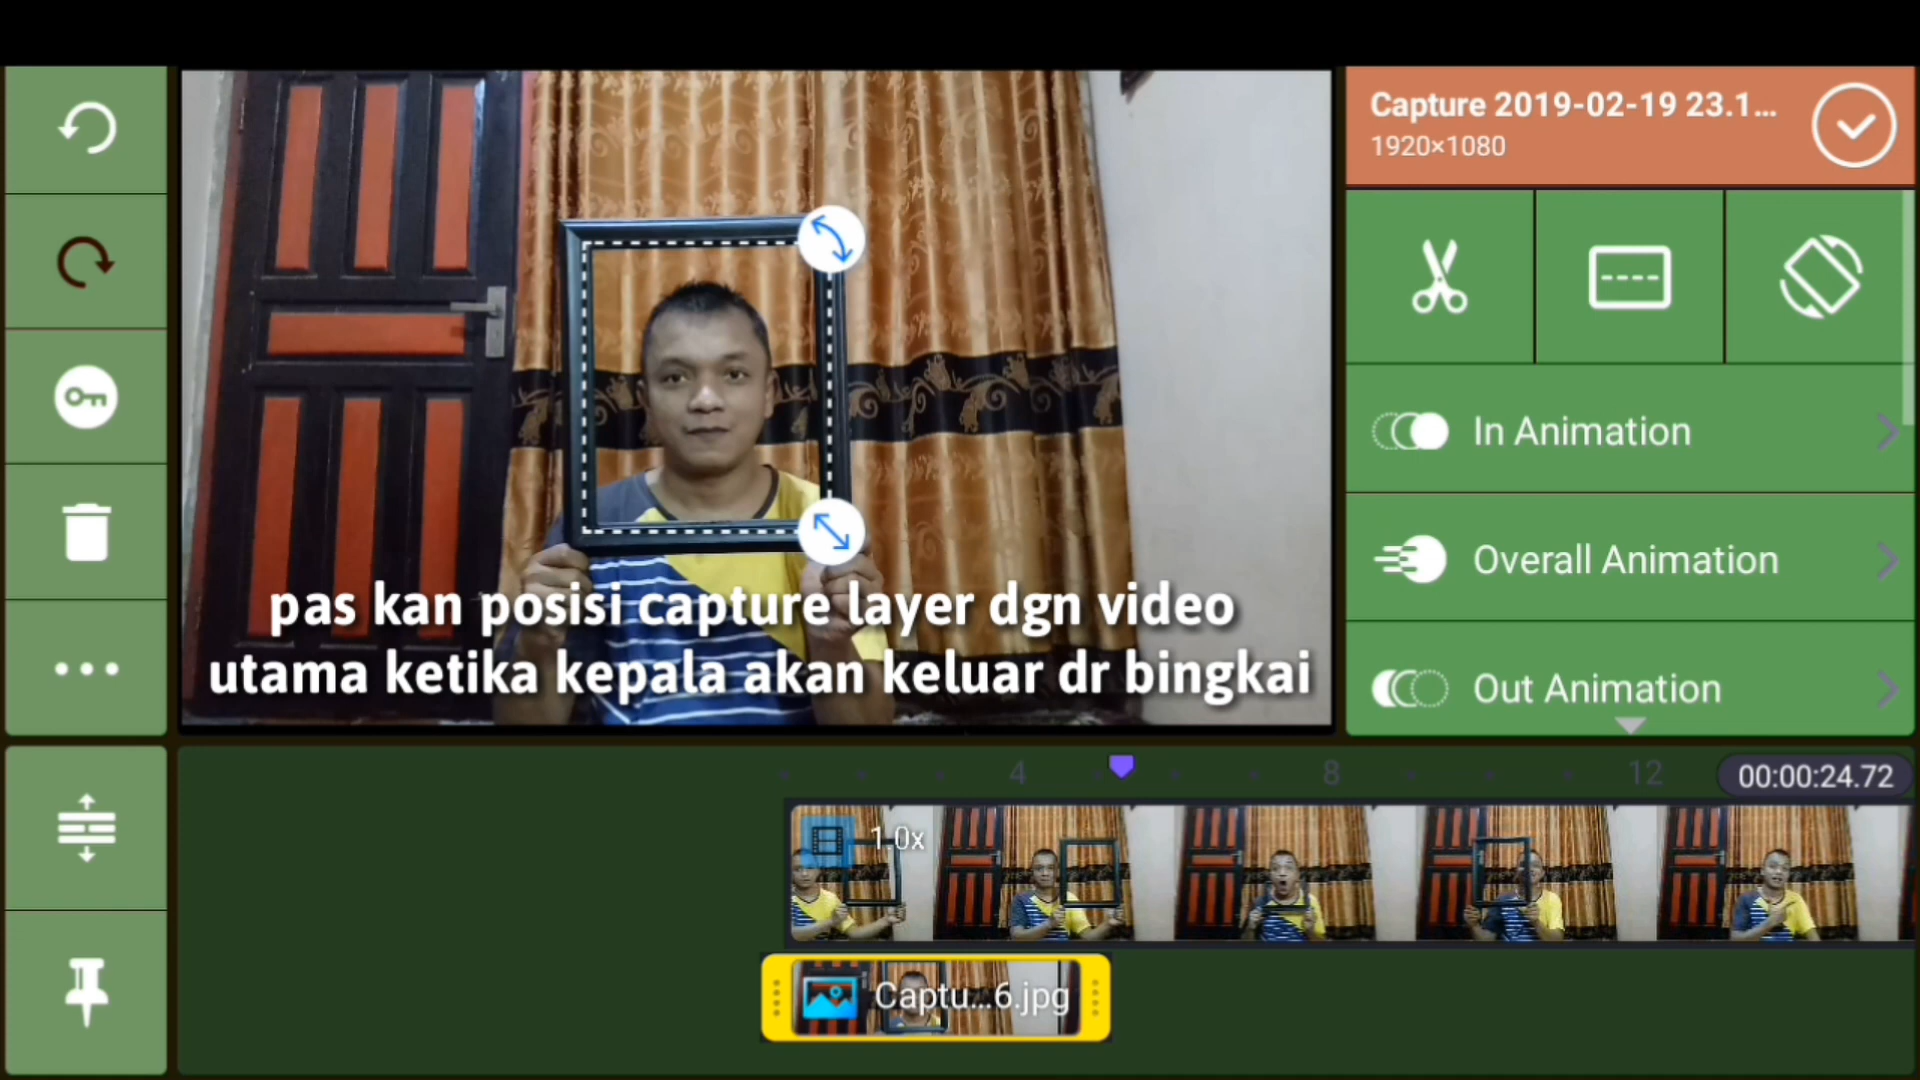 Capture 2019-02-19 23.1...
1920×1080
In Animation
Overall Animation
Out Animation
pas kan posisi capture layer dgn video
utama ketika kepala akan keluar dr bingkai
4
8
12
00:00:24.72
1.0x
Captu...6.jpg